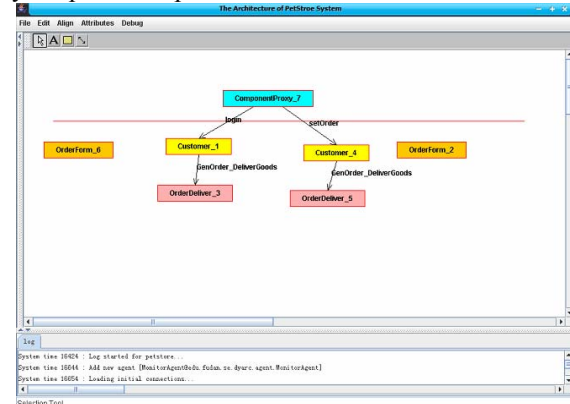 The Architecture of PetStroe System
File Edit Align Attributes Debug
A
ComponentProxy_7
login
setOrder
OrderForm_6
Customer_1
Customer_4
OrderForm_2
GenOrder_DeliverGoods
GenOrder_DeliverGoods
OrderDeliver_3
OrderDeliver_5
log
System time 16424 : Log started for petstore...
System time 16644 : Add new agent [MonitorAgent@edu.fudan.se.dyarc.agent.MonitorAgent]
System time 16654 : Loading initial connections...
Selection Tool